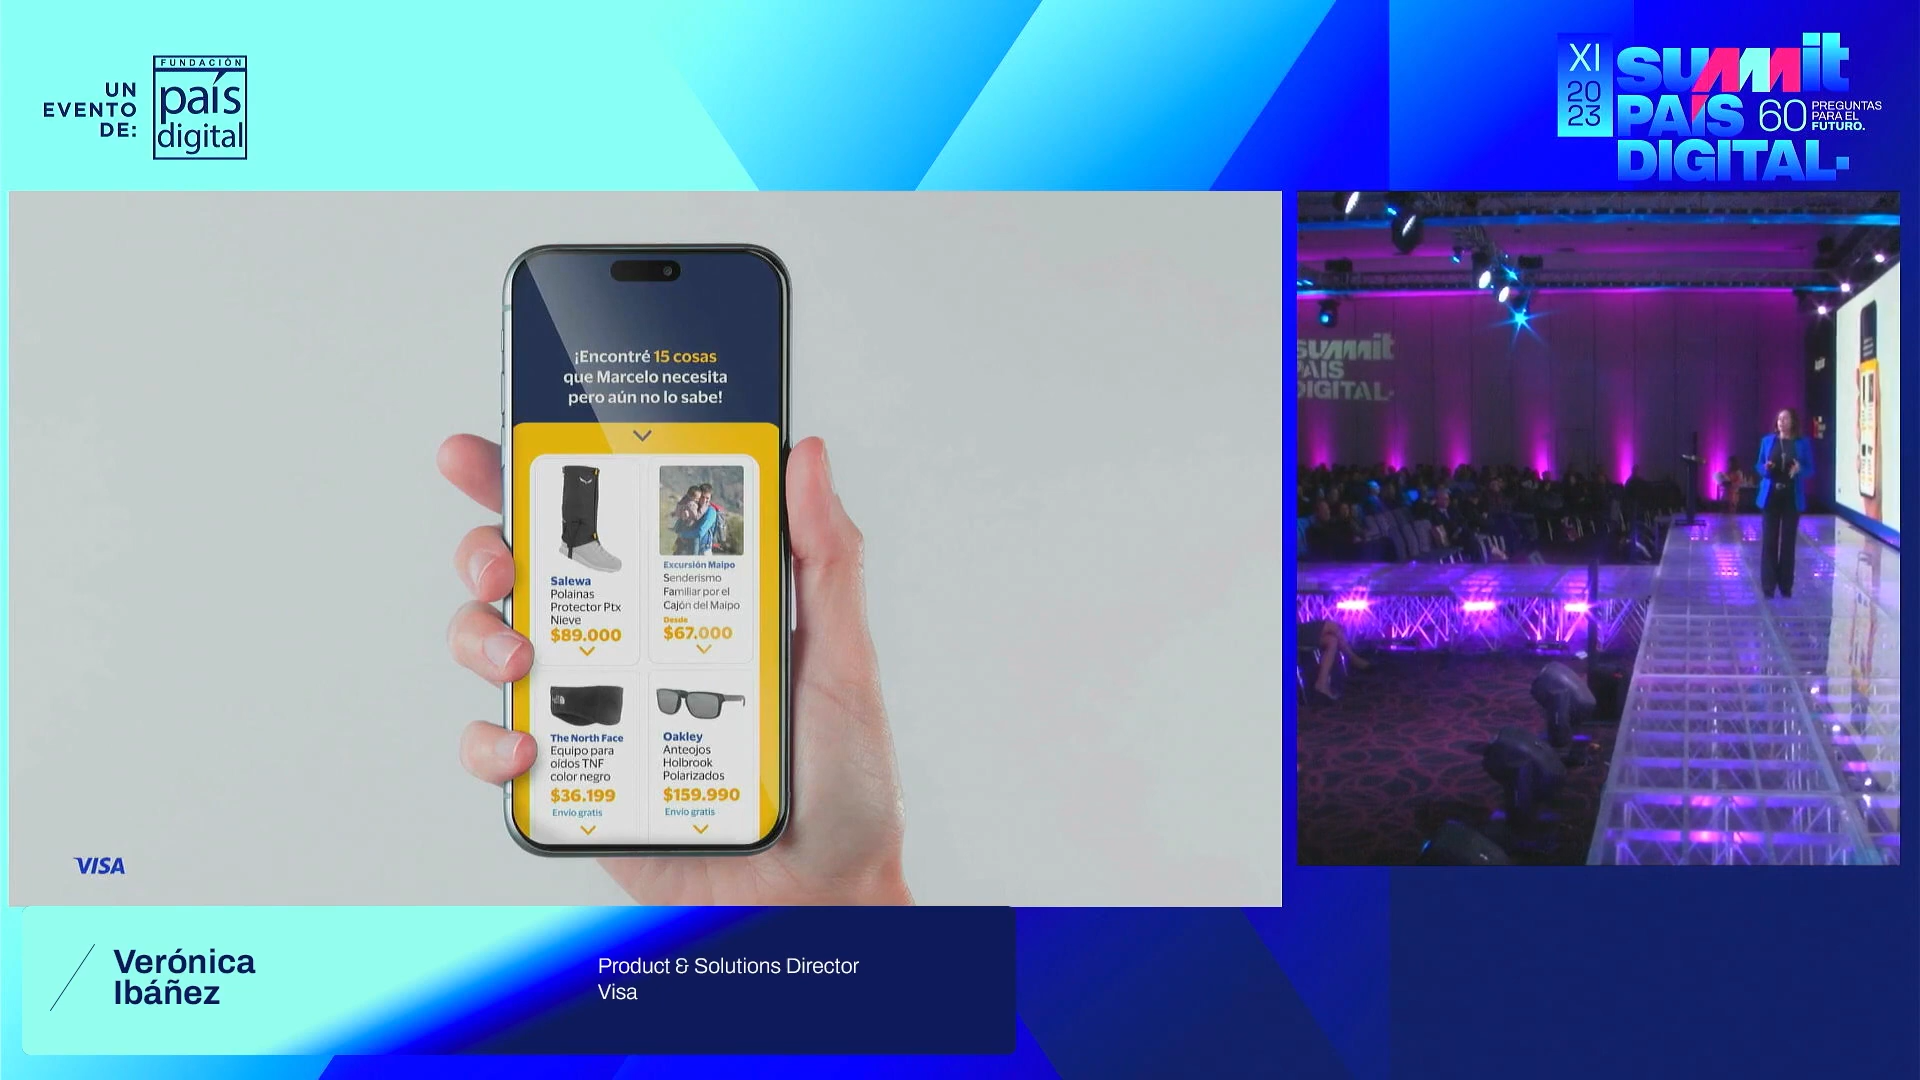 UN
EVENTO
DE:
FUNDACIÓN
país
digital
XI
20
23
SUMMIT
PAÍS
DIGITAL
60
PREGUNTAS
PARA EL
FUTURO.
¡Encontré 15 cosas
que Marcelo necesita
pero aún no lo sabe!
Salewa
Polainas
Protector Ptx
Nieve
$89.000
Excursión Maipo
Senderismo
Familiar por el
Cajón del Maipo
Desde
$67.000
The North Face
Equipo para
oídos TNF
color negro
$36.199
Envío gratis
Oakley
Anteojos
Holbrook
Polarizados
$159.990
Envío gratis
VISA
SUMMIT
PAÍS
DIGITAL
Verónica
Ibáñez
Product & Solutions Director
Visa